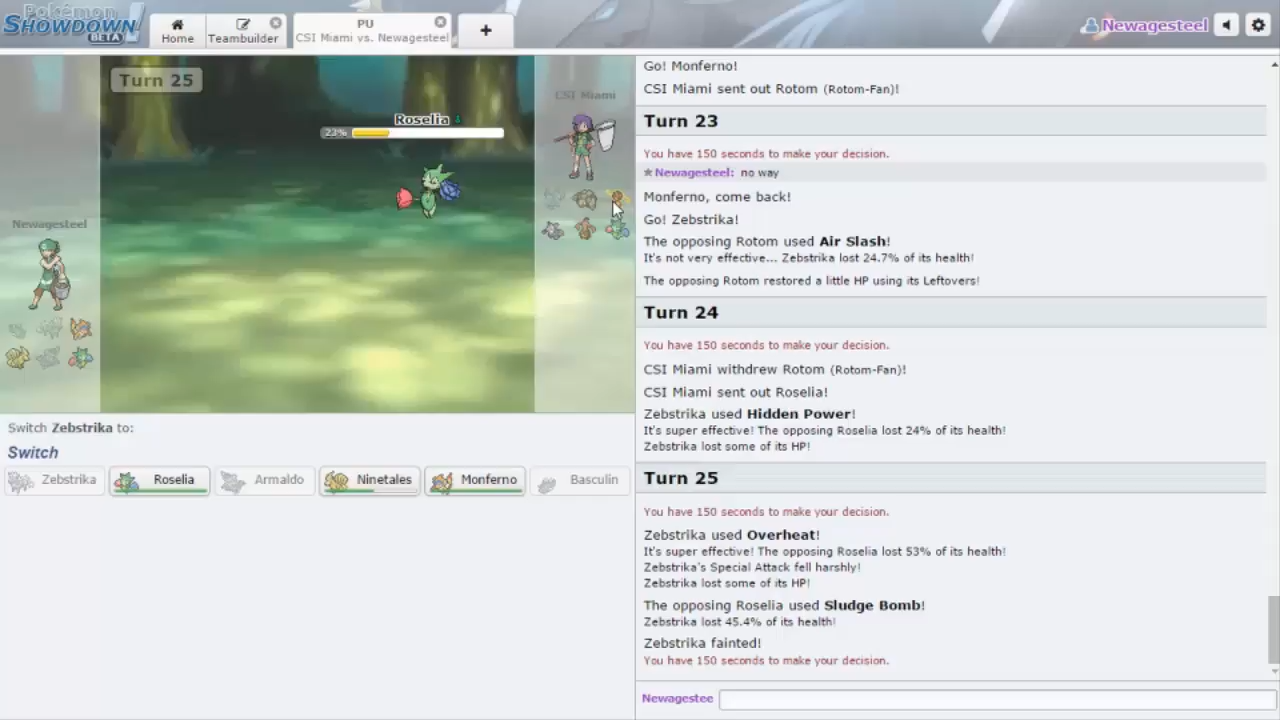 Pokémon
SHOWDOWN
BETA
Home
Teambuilder
PU
CSI Miami vs. Newagesteel
+
Newagesteel
Turn 25
CSI Miami
Roselia
23%
Newagesteel
Switch Zebstrika to:
Switch
Zebstrika
Roselia
Armaldo
Ninetales
Monferno
Basculin
Go! Monferno!
CSI Miami sent out Rotom (Rotom-Fan)!
Turn 23
You have 150 seconds to make your decision.
★Newagesteel: no way
Monferno, come back!
Go! Zebstrika!
The opposing Rotom used Air Slash!
It's not very effective... Zebstrika lost 24.7% of its health!
The opposing Rotom restored a little HP using its Leftovers!
Turn 24
You have 150 seconds to make your decision.
CSI Miami withdrew Rotom (Rotom-Fan)!
CSI Miami sent out Roselia!
Zebstrika used Hidden Power!
It's super effective! The opposing Roselia lost 24% of its health!
Zebstrika lost some of its HP!
Turn 25
You have 150 seconds to make your decision.
Zebstrika used Overheat!
It's super effective! The opposing Roselia lost 53% of its health!
Zebstrika's Special Attack fell harshly!
Zebstrika lost some of its HP!
The opposing Roselia used Sludge Bomb!
Zebstrika lost 45.4% of its health!
Zebstrika fainted!
You have 150 seconds to make your decision.
Newagestee